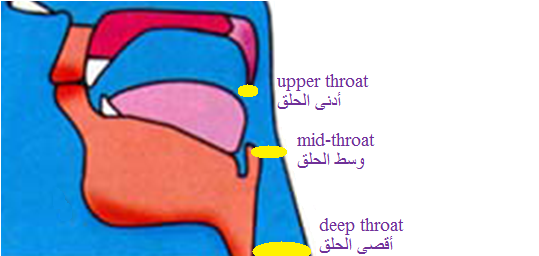 upper throat
أدنى الحلق
mid-throat
وسط الحلق
deep throat
أقصى الحلق